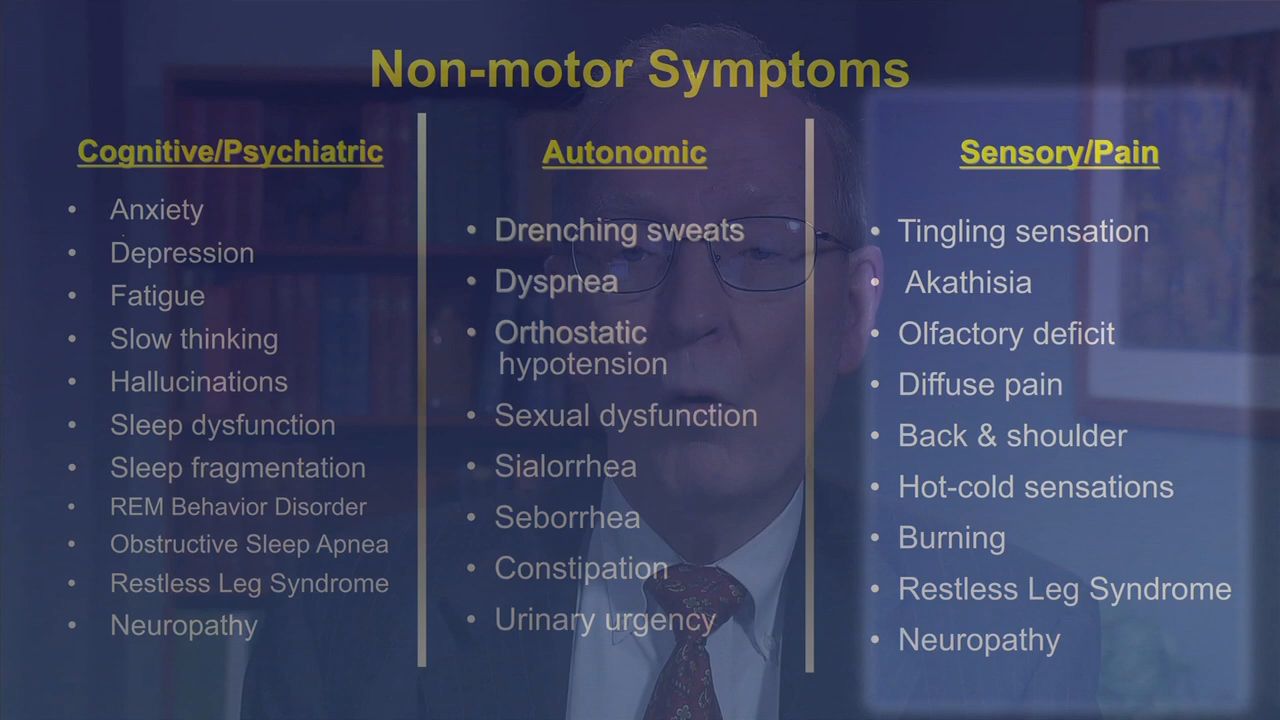 Non-motor Symptoms
Cognitive/Psychiatric
• Anxiety
• Depression
• Fatigue
• Slow thinking
• Hallucinations
• Sleep dysfunction
• Sleep fragmentation
• REM Behavior Disorder
• Obstructive Sleep Apnea
• Restless Leg Syndrome
• Neuropathy
Autonomic
• Drenching sweats
• Dyspnea
• Orthostatic
hypotension
• Sexual dysfunction
• Sialorrhea
• Seborrhea
• Constipation
• Urinary urgency
Sensory/Pain
• Tingling sensation
• Akathisia
• Olfactory deficit
• Diffuse pain
• Back & shoulder
• Hot-cold sensations
• Burning
• Restless Leg Syndrome
• Neuropathy